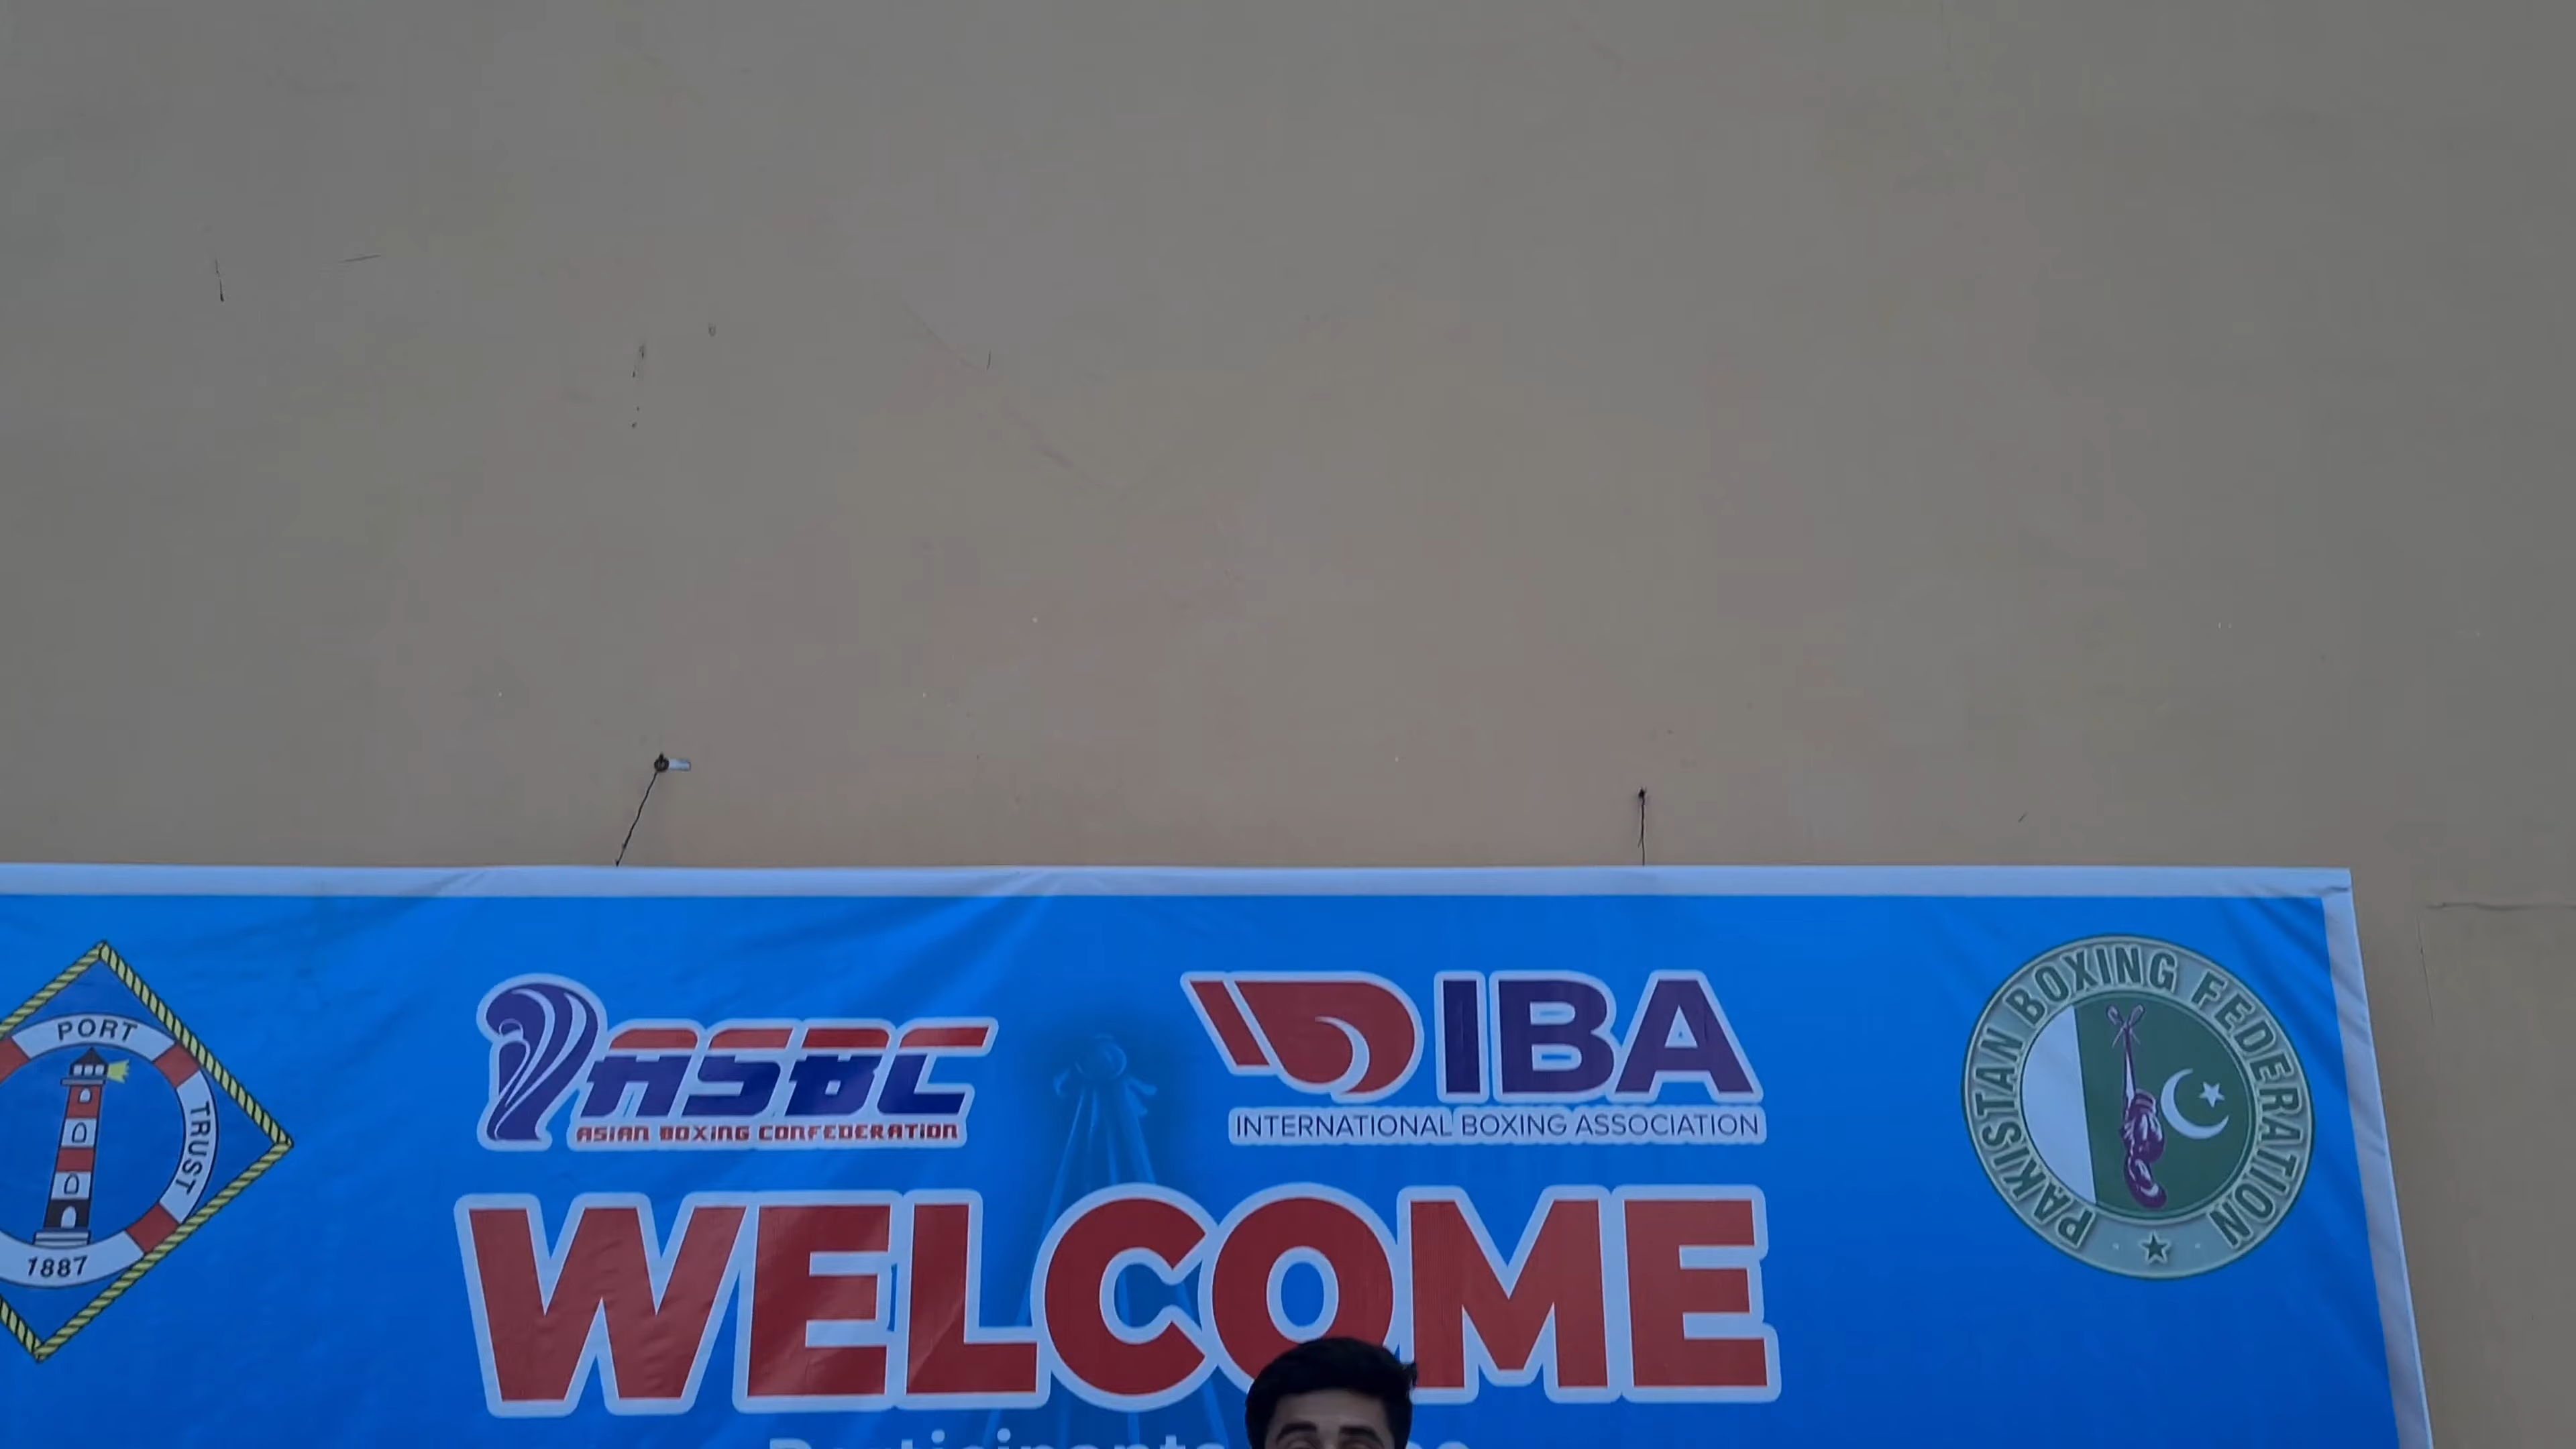 PORT TRUST
1887
ASBC
ASIAN BOXING CONFEDERATION
IBA
INTERNATIONAL BOXING ASSOCIATION
PAKISTAN BOXING FEDERATION
WELCOME